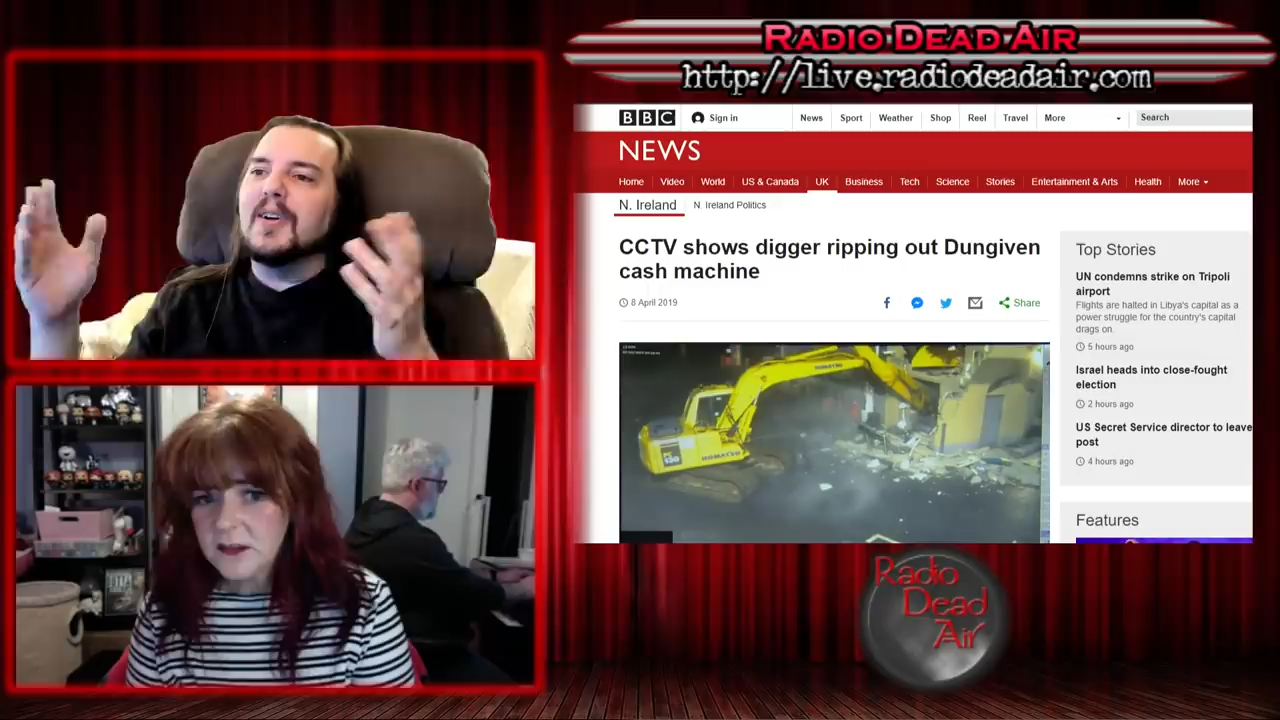 RADIO DEAD AIR
http://live.radiodeadair.com
BBC Sign in News Sport Weather Shop Reel Travel More Search
NEWS
Home Video World US & Canada UK Business Tech Science Stories Entertainment & Arts Health More
N. Ireland N. Ireland Politics
CCTV shows digger ripping out Dungiven
cash machine
8 April 2019
Share
KOMATSU
KOMATSU
Top Stories
UN condemns strike on Tripoli
airport
Flights are halted in Libya's capital as a
power struggle for the country's capital
drags on.
5 hours ago
Israel heads into close-fought
election
2 hours ago
US Secret Service director to leave
post
4 hours ago
Features
Radio
Dead
Air